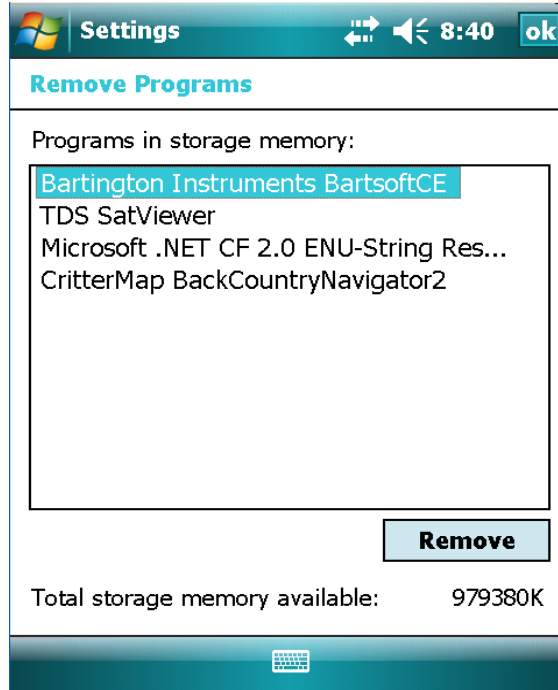 Settings 8:40 ok
Remove Programs
Programs in storage memory:
Bartington Instruments BartsoftCE
TDS SatViewer
Microsoft .NET CF 2.0 ENU-String Res...
CritterMap BackCountryNavigator2
Remove
Total storage memory available: 979380K